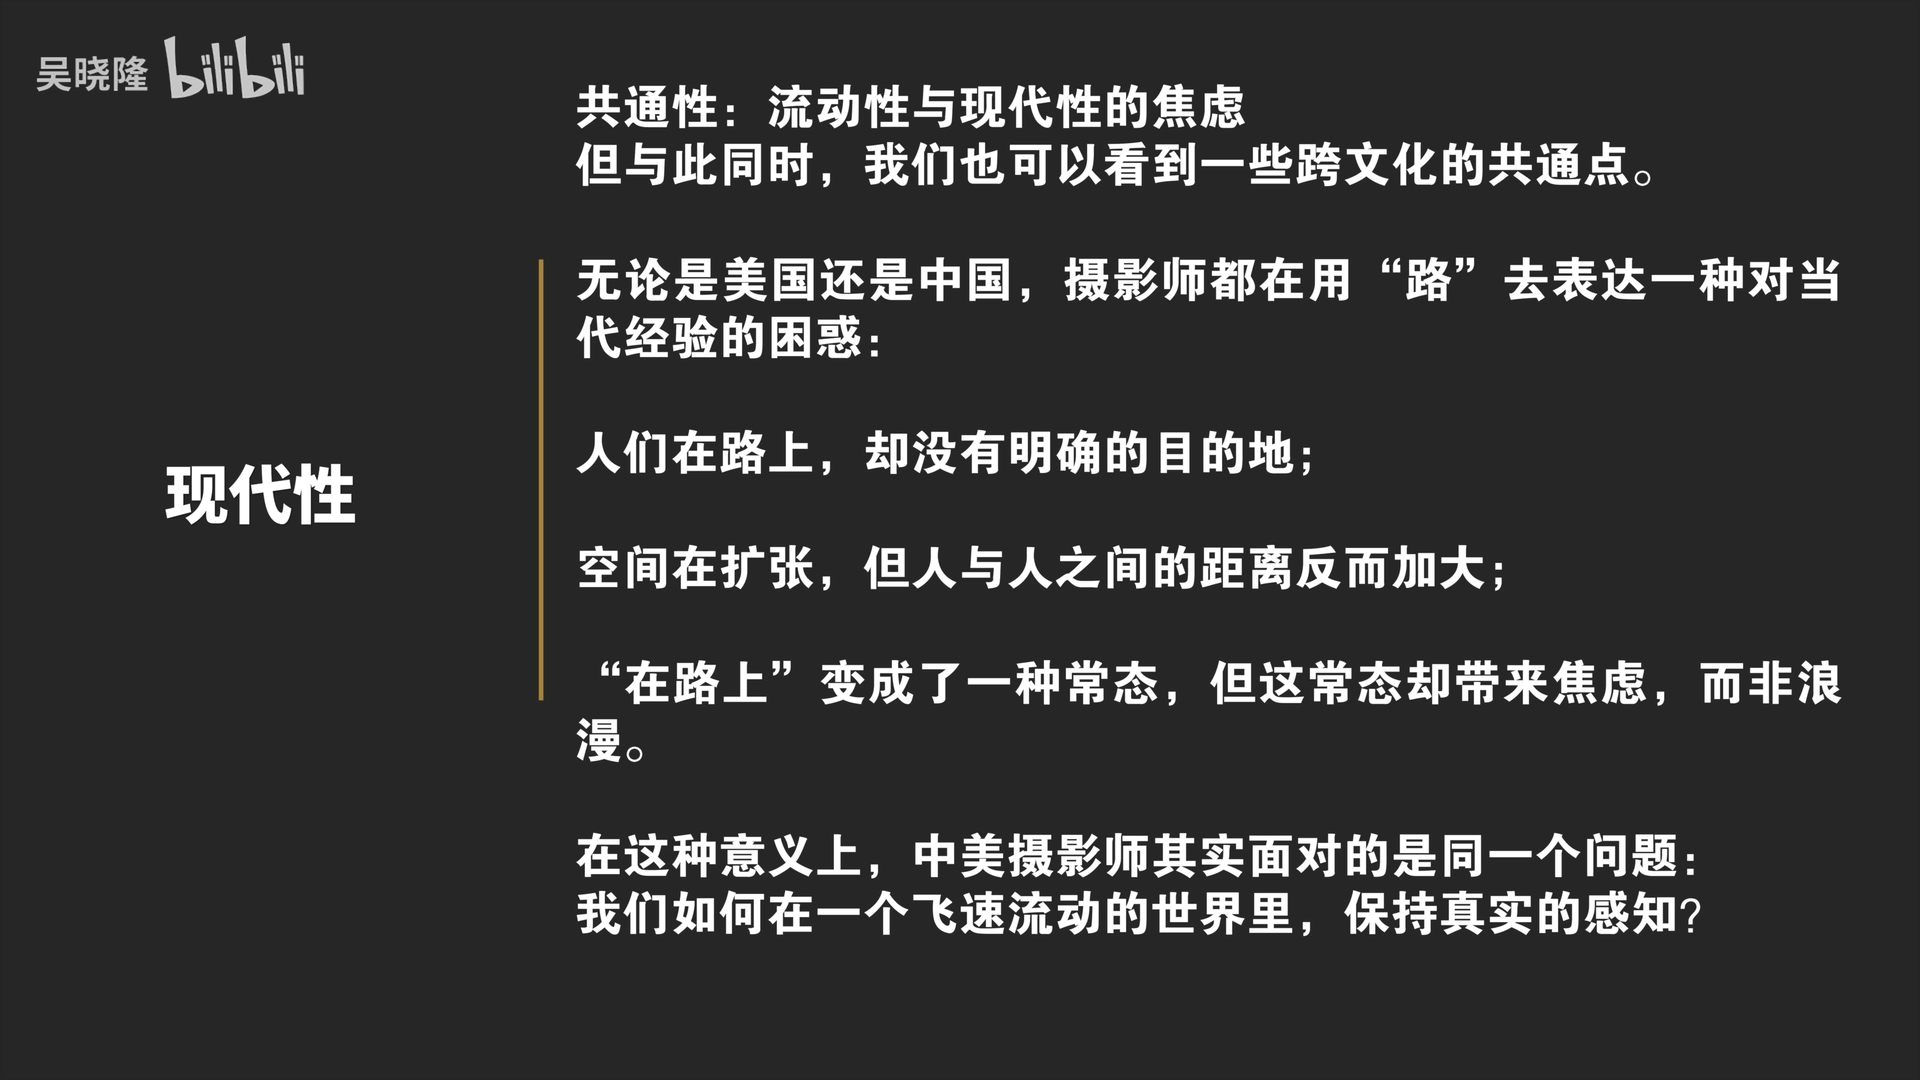 吴晓隆 bilibili
共通性：流动性与现代性的焦虑
但与此同时，我们也可以看到一些跨文化的共通点。
无论是美国还是中国，摄影师都在用“路”去表达一种对当
代经验的困惑：
人们在路上，却没有明确的目的地；
现代性
空间在扩张，但人与人之间的距离反而加大；
“在路上”变成了一种常态，但这常态却带来焦虑，而非浪
漫。
在这种意义上，中美摄影师其实面对的是同一个问题：
我们如何在一个飞速流动的世界里，保持真实的感知？